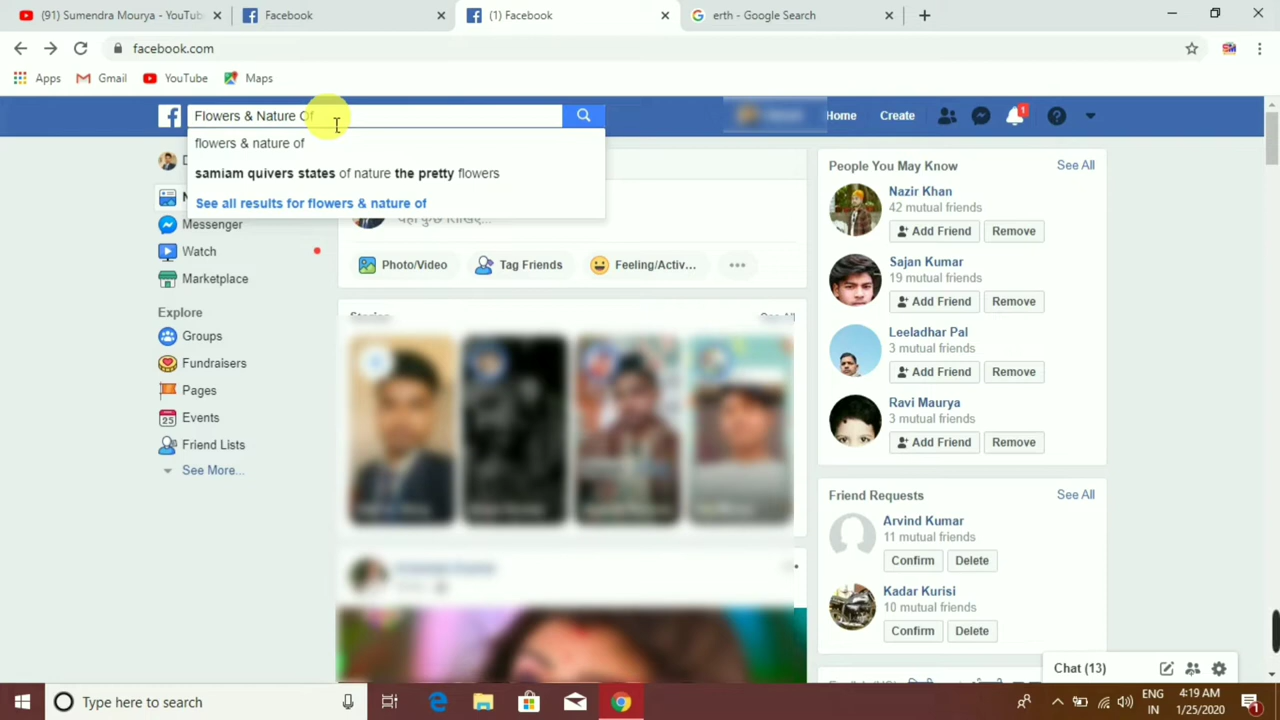 (91) Sumendra Mourya - YouTub
Facebook
(1) Facebook
erth - Google Search
facebook.com
Apps
Gmail
YouTube
Maps
Flowers & Nature Of
Home
Create
1
flowers & nature of
samiam quivers states of nature the pretty flowers
See all results for flowers & nature of
Messenger
Watch
Marketplace
Explore
Groups
Fundraisers
Pages
25
Events
Friend Lists
See More...
Photo/Video
Tag Friends
Feeling/Activ...
People You May Know
See All
Nazir Khan
42 mutual friends
Add Friend
Remove
Sajan Kumar
19 mutual friends
Add Friend
Remove
Leeladhar Pal
3 mutual friends
Add Friend
Remove
Ravi Maurya
3 mutual friends
Add Friend
Remove
Friend Requests
See All
Arvind Kumar
11 mutual friends
Confirm
Delete
Kadar Kurisi
10 mutual friends
Confirm
Delete
Chat (13)
Type here to search
ENG
IN
4:19 AM
1/25/2020
1